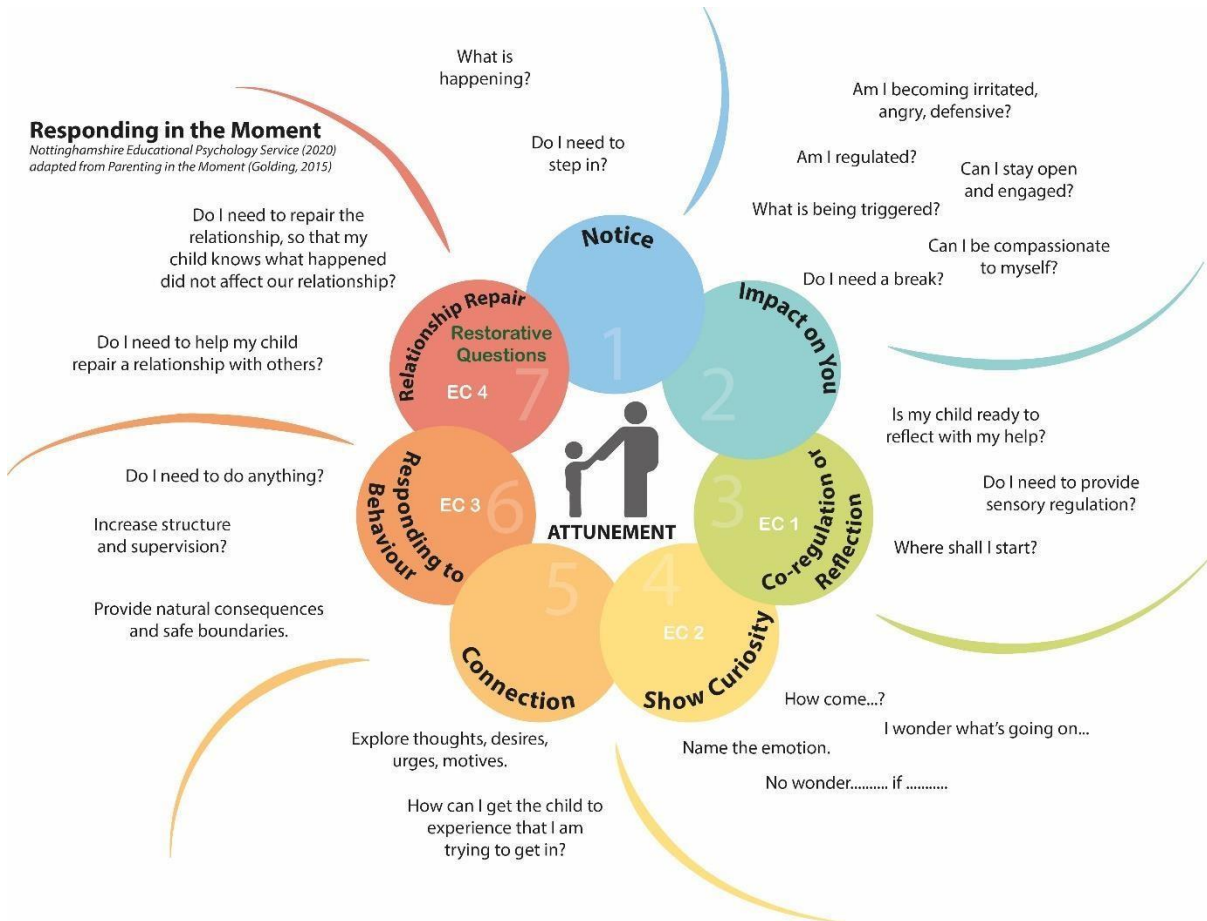 Responding in the Moment
Nottinghamshire Educational Psychology Service (2020)
adapted from Parenting in the Moment (Golding, 2015)
What is
happening?
Do I need to
step in?
Notice
1
Am I becoming irritated,
angry, defensive?
Am I regulated?
Can I stay open
and engaged?
What is being triggered?
Can I be compassionate
to myself?
Do I need a break?
Impact on You
2
Is my child ready to
reflect with my help?
Do I need to provide
sensory regulation?
Where shall I start?
Co-regulation or
Reflection
EC 1
3
How come...?
I wonder what's going on...
Name the emotion.
No wonder.......... if ...........
Show Curiosity
EC 2
4
Explore thoughts, desires,
urges, motives.
How can I get the child to
experience that I am
trying to get in?
Connection
5
Do I need to do anything?
Increase structure
and supervision?
Provide natural consequences
and safe boundaries.
Responding to
Behaviour
EC 3
6
Do I need to repair the
relationship, so that my
child knows what happened
did not affect our relationship?
Do I need to help my child
repair a relationship with others?
Relationship Repair
Restorative
Questions
EC 4
7
ATTUNEMENT